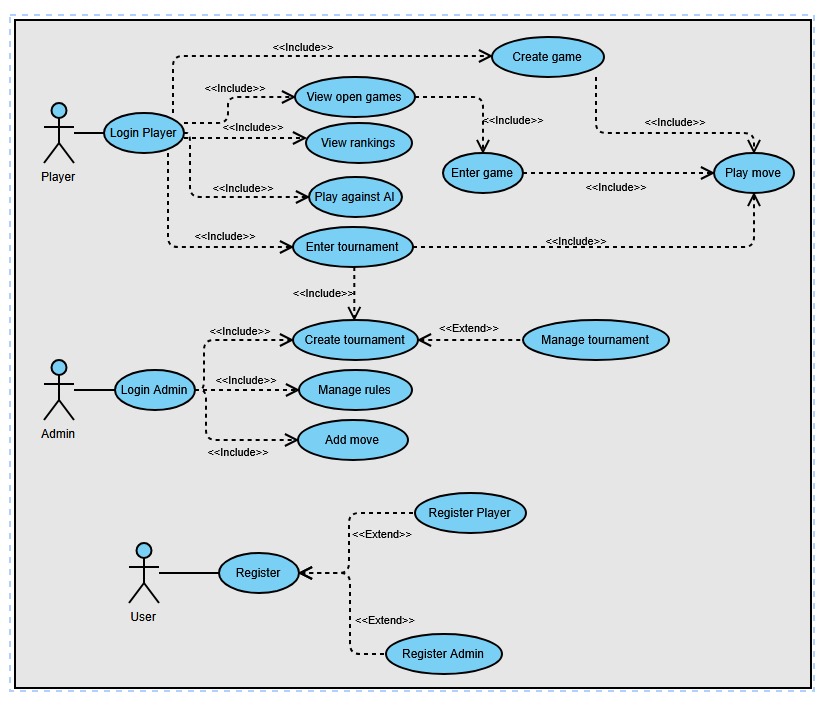 <<Include>>
Create game
<<Include>>
View open games
<<Include>>
<<Include>>
Login Player
<<Include>>
View rankings
Player
Enter game
Play move
<<Include>>
<<Include>>
Play against AI
<<Include>>
Enter tournament
<<Include>>
<<Include>>
<<Include>>
Create tournament
<<Extend>>
Manage tournament
<<Include>>
Login Admin
Manage rules
Admin
Add move
<<Include>>
Register Player
<<Extend>>
Register
User
<<Extend>>
Register Admin